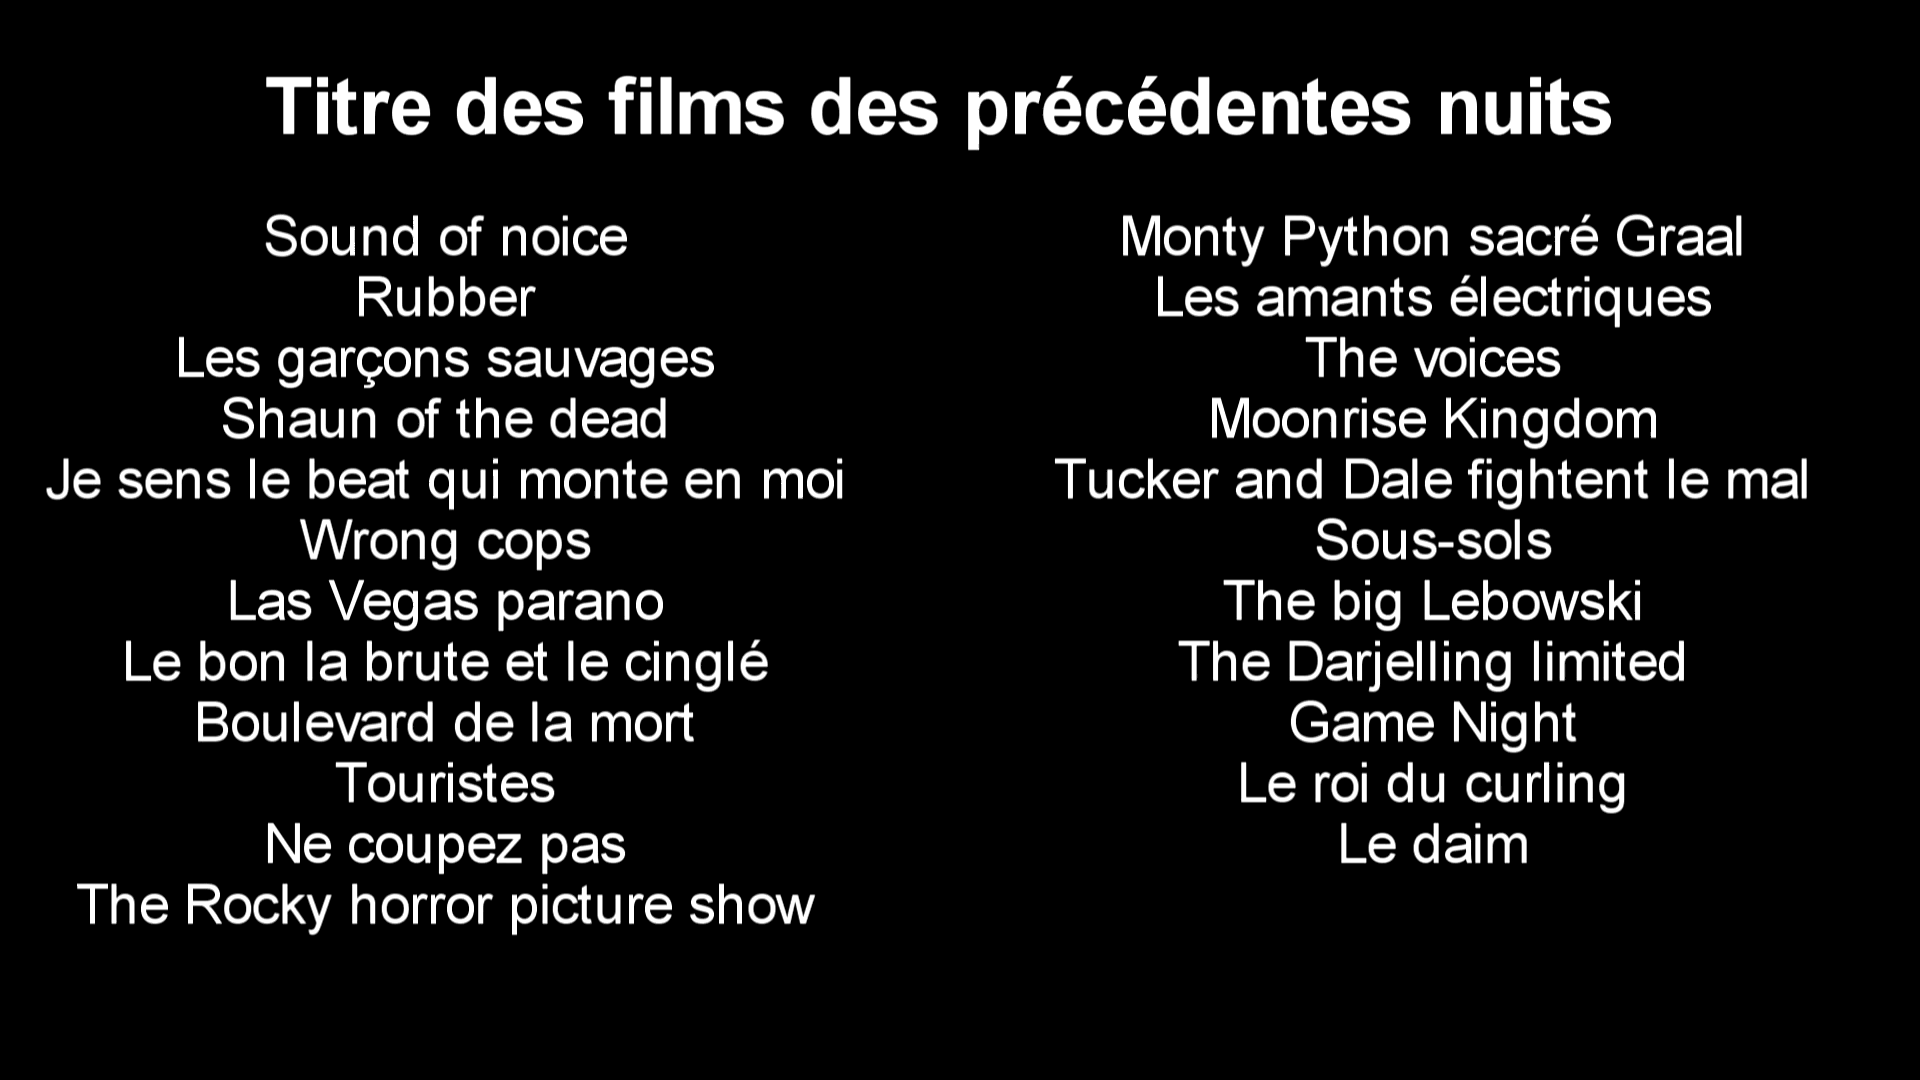 Titre des films des précédentes nuits
Sound of noice
Rubber
Les garçons sauvages
Shaun of the dead
Je sens le beat qui monte en moi
Wrong cops
Las Vegas parano
Le bon la brute et le cinglé
Boulevard de la mort
Touristes
Ne coupez pas
The Rocky horror picture show
Monty Python sacré Graal
Les amants électriques
The voices
Moonrise Kingdom
Tucker and Dale fightent le mal
Sous-sols
The big Lebowski
The Darjelling limited
Game Night
Le roi du curling
Le daim